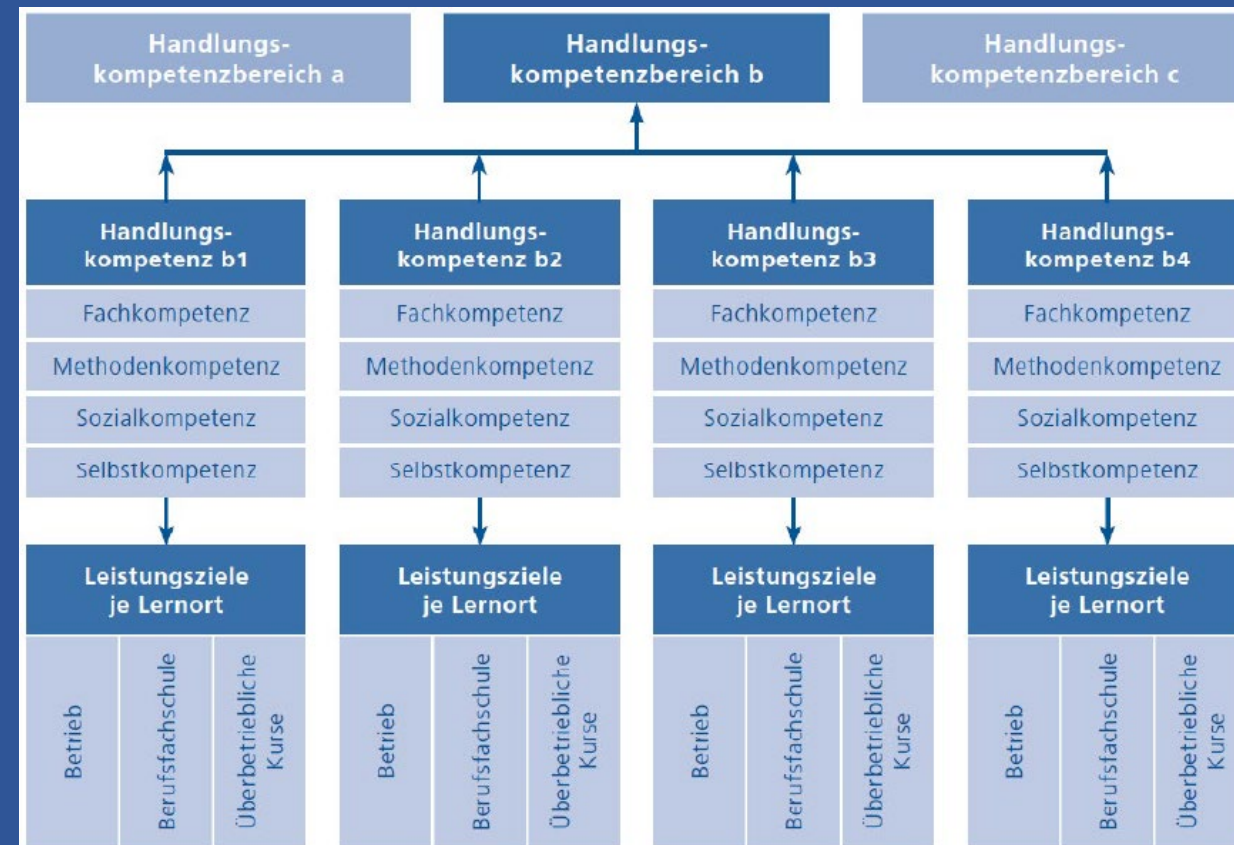 Handlungs-
kompetenzbereich a
Handlungs-
kompetenzbereich b
Handlungs-
kompetenzbereich c
Handlungs-
kompetenz b1
Handlungs-
kompetenz b2
Handlungs-
kompetenz b3
Handlungs-
kompetenz b4
Fachkompetenz
Fachkompetenz
Fachkompetenz
Fachkompetenz
Methodenkompetenz
Methodenkompetenz
Methodenkompetenz
Methodenkompetenz
Sozialkompetenz
Sozialkompetenz
Sozialkompetenz
Sozialkompetenz
Selbstkompetenz
Selbstkompetenz
Selbstkompetenz
Selbstkompetenz
Leistungsziele
je Lernort
Leistungsziele
je Lernort
Leistungsziele
je Lernort
Leistungsziele
je Lernort
Betrieb
Berufsfachschule
Überbetriebliche
Kurse
Betrieb
Berufsfachschule
Überbetriebliche
Kurse
Betrieb
Berufsfachschule
Überbetriebliche
Kurse
Betrieb
Berufsfachschule
Überbetriebliche
Kurse